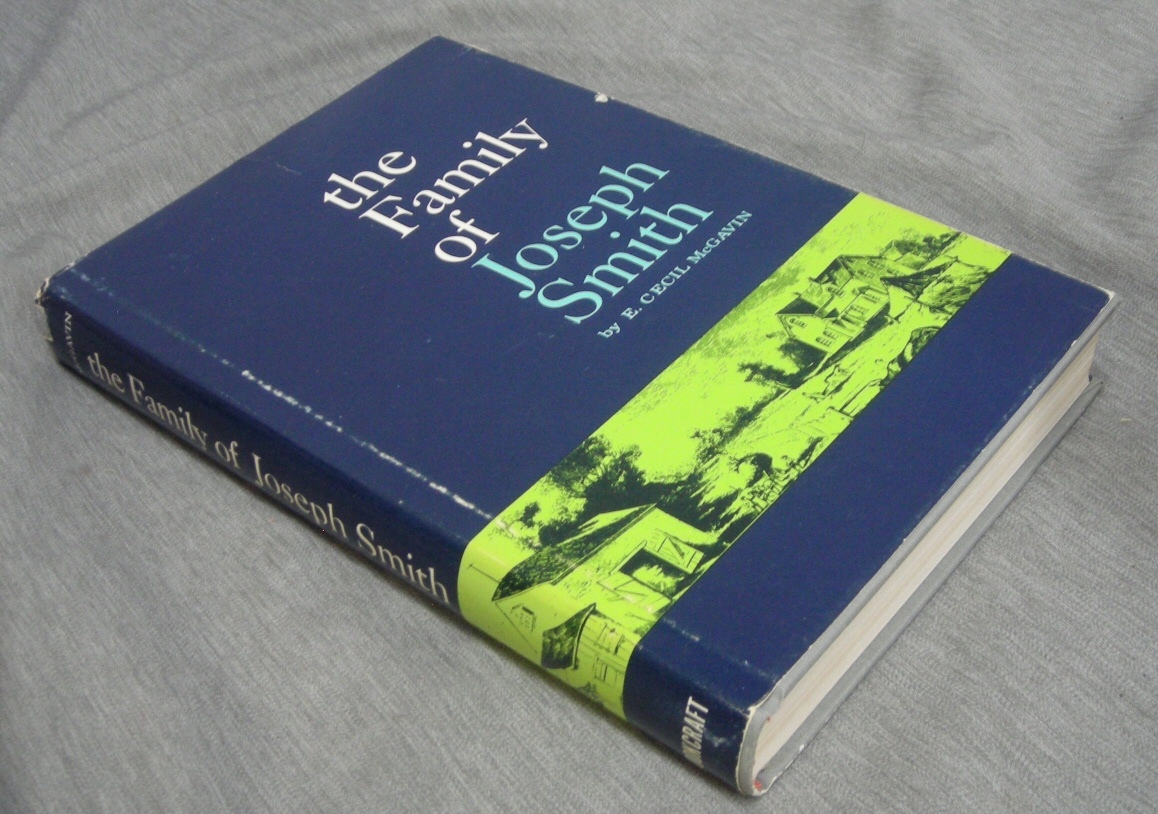 the
Family
of
Joseph
Smith
by E. CECIL McGAVIN
the Family of Joseph Smith